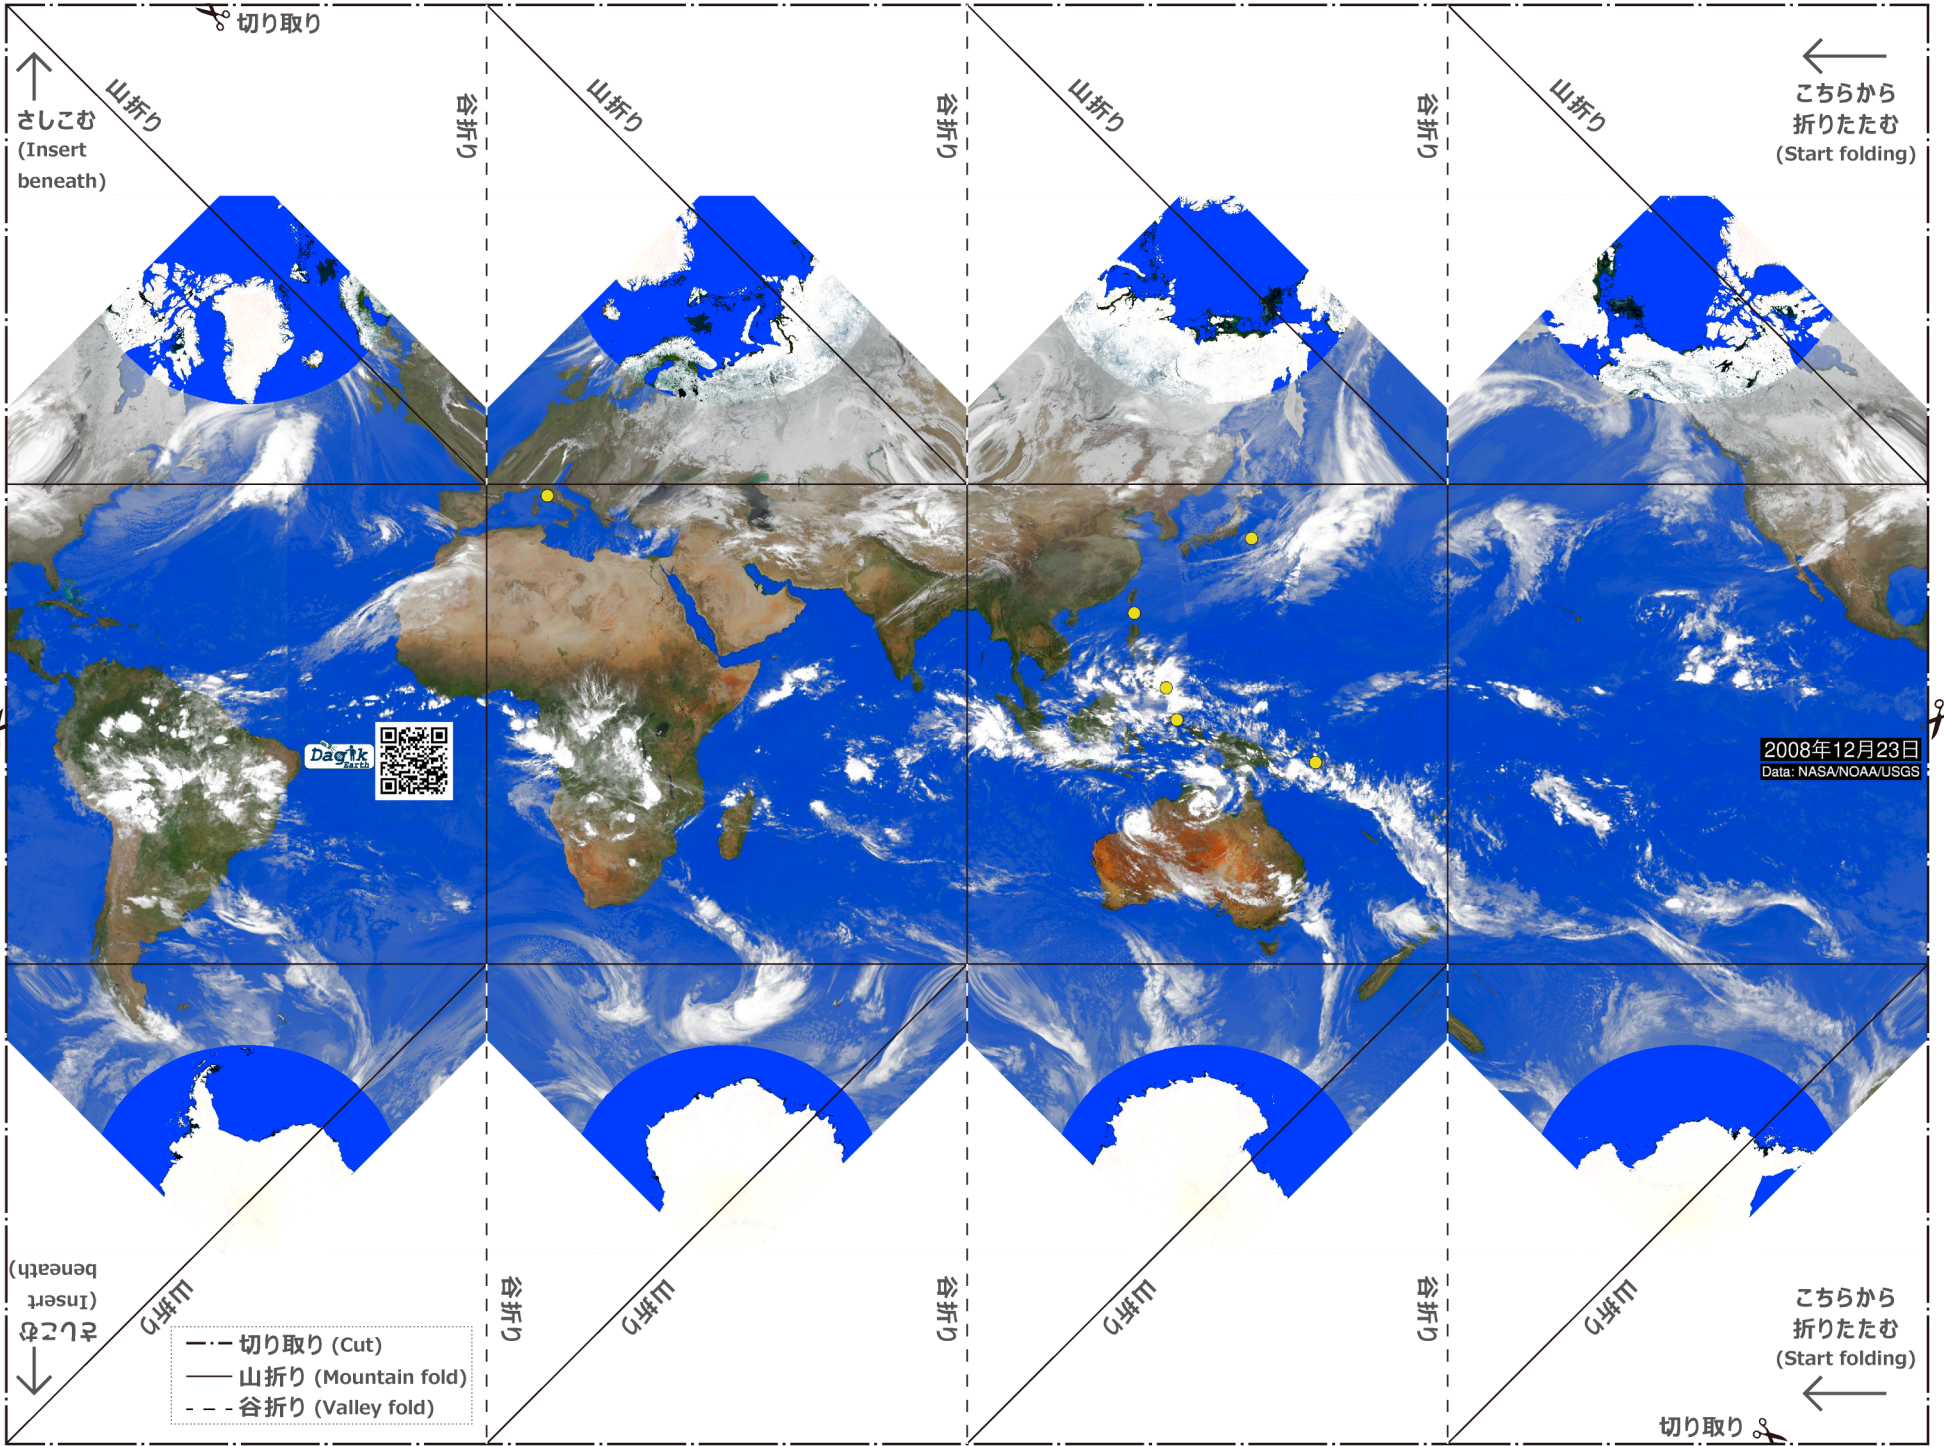 切り取り
山折り
谷折り
山折り
谷折り
山折り
谷折り
山折り
さしこむ
(Insert
beneath)
こちらから
折りたたむ
(Start folding)
Dagik
Earth
2008年12月23日
Data: NASA/NOAA/USGS
さしこむ
(Insert
beneath)
山折り
谷折り
山折り
谷折り
山折り
谷折り
山折り
こちらから
折りたたむ
(Start folding)
切り取り (Cut)
山折り (Mountain fold)
谷折り (Valley fold)
切り取り